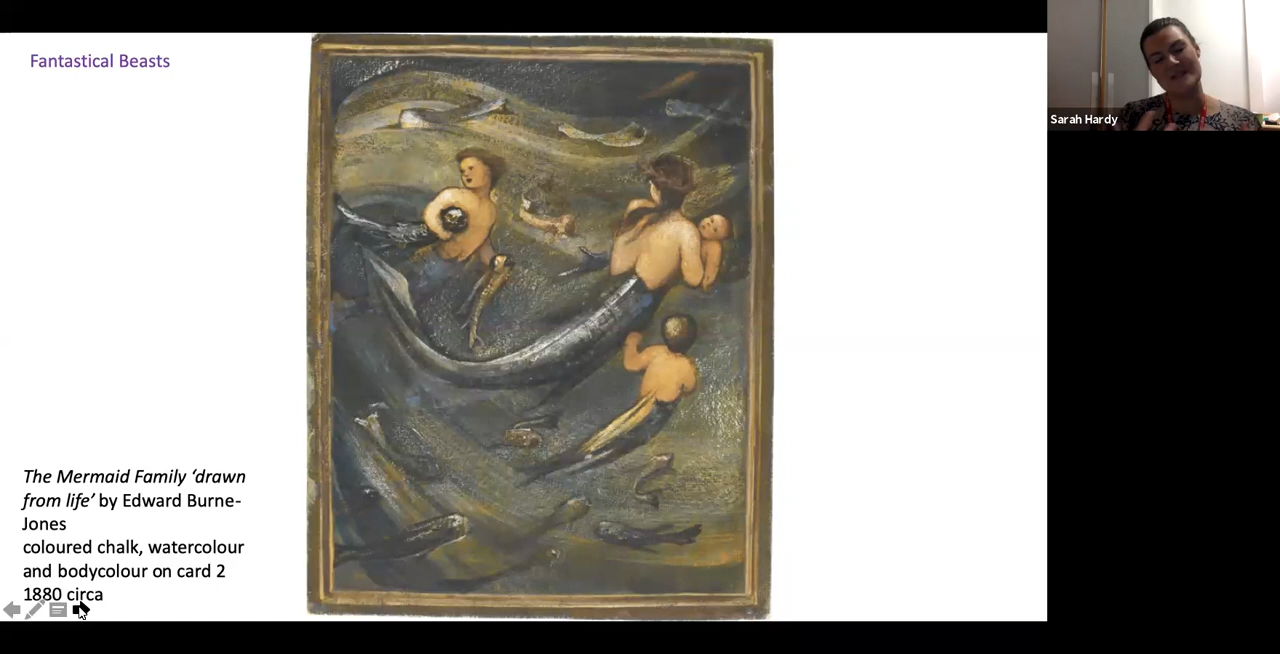 Fantastical Beasts
Sarah Hardy
The Mermaid Family ‘drawn
from life’ by Edward Burne-
Jones
coloured chalk, watercolour
and bodycolour on card 2
1880 circa